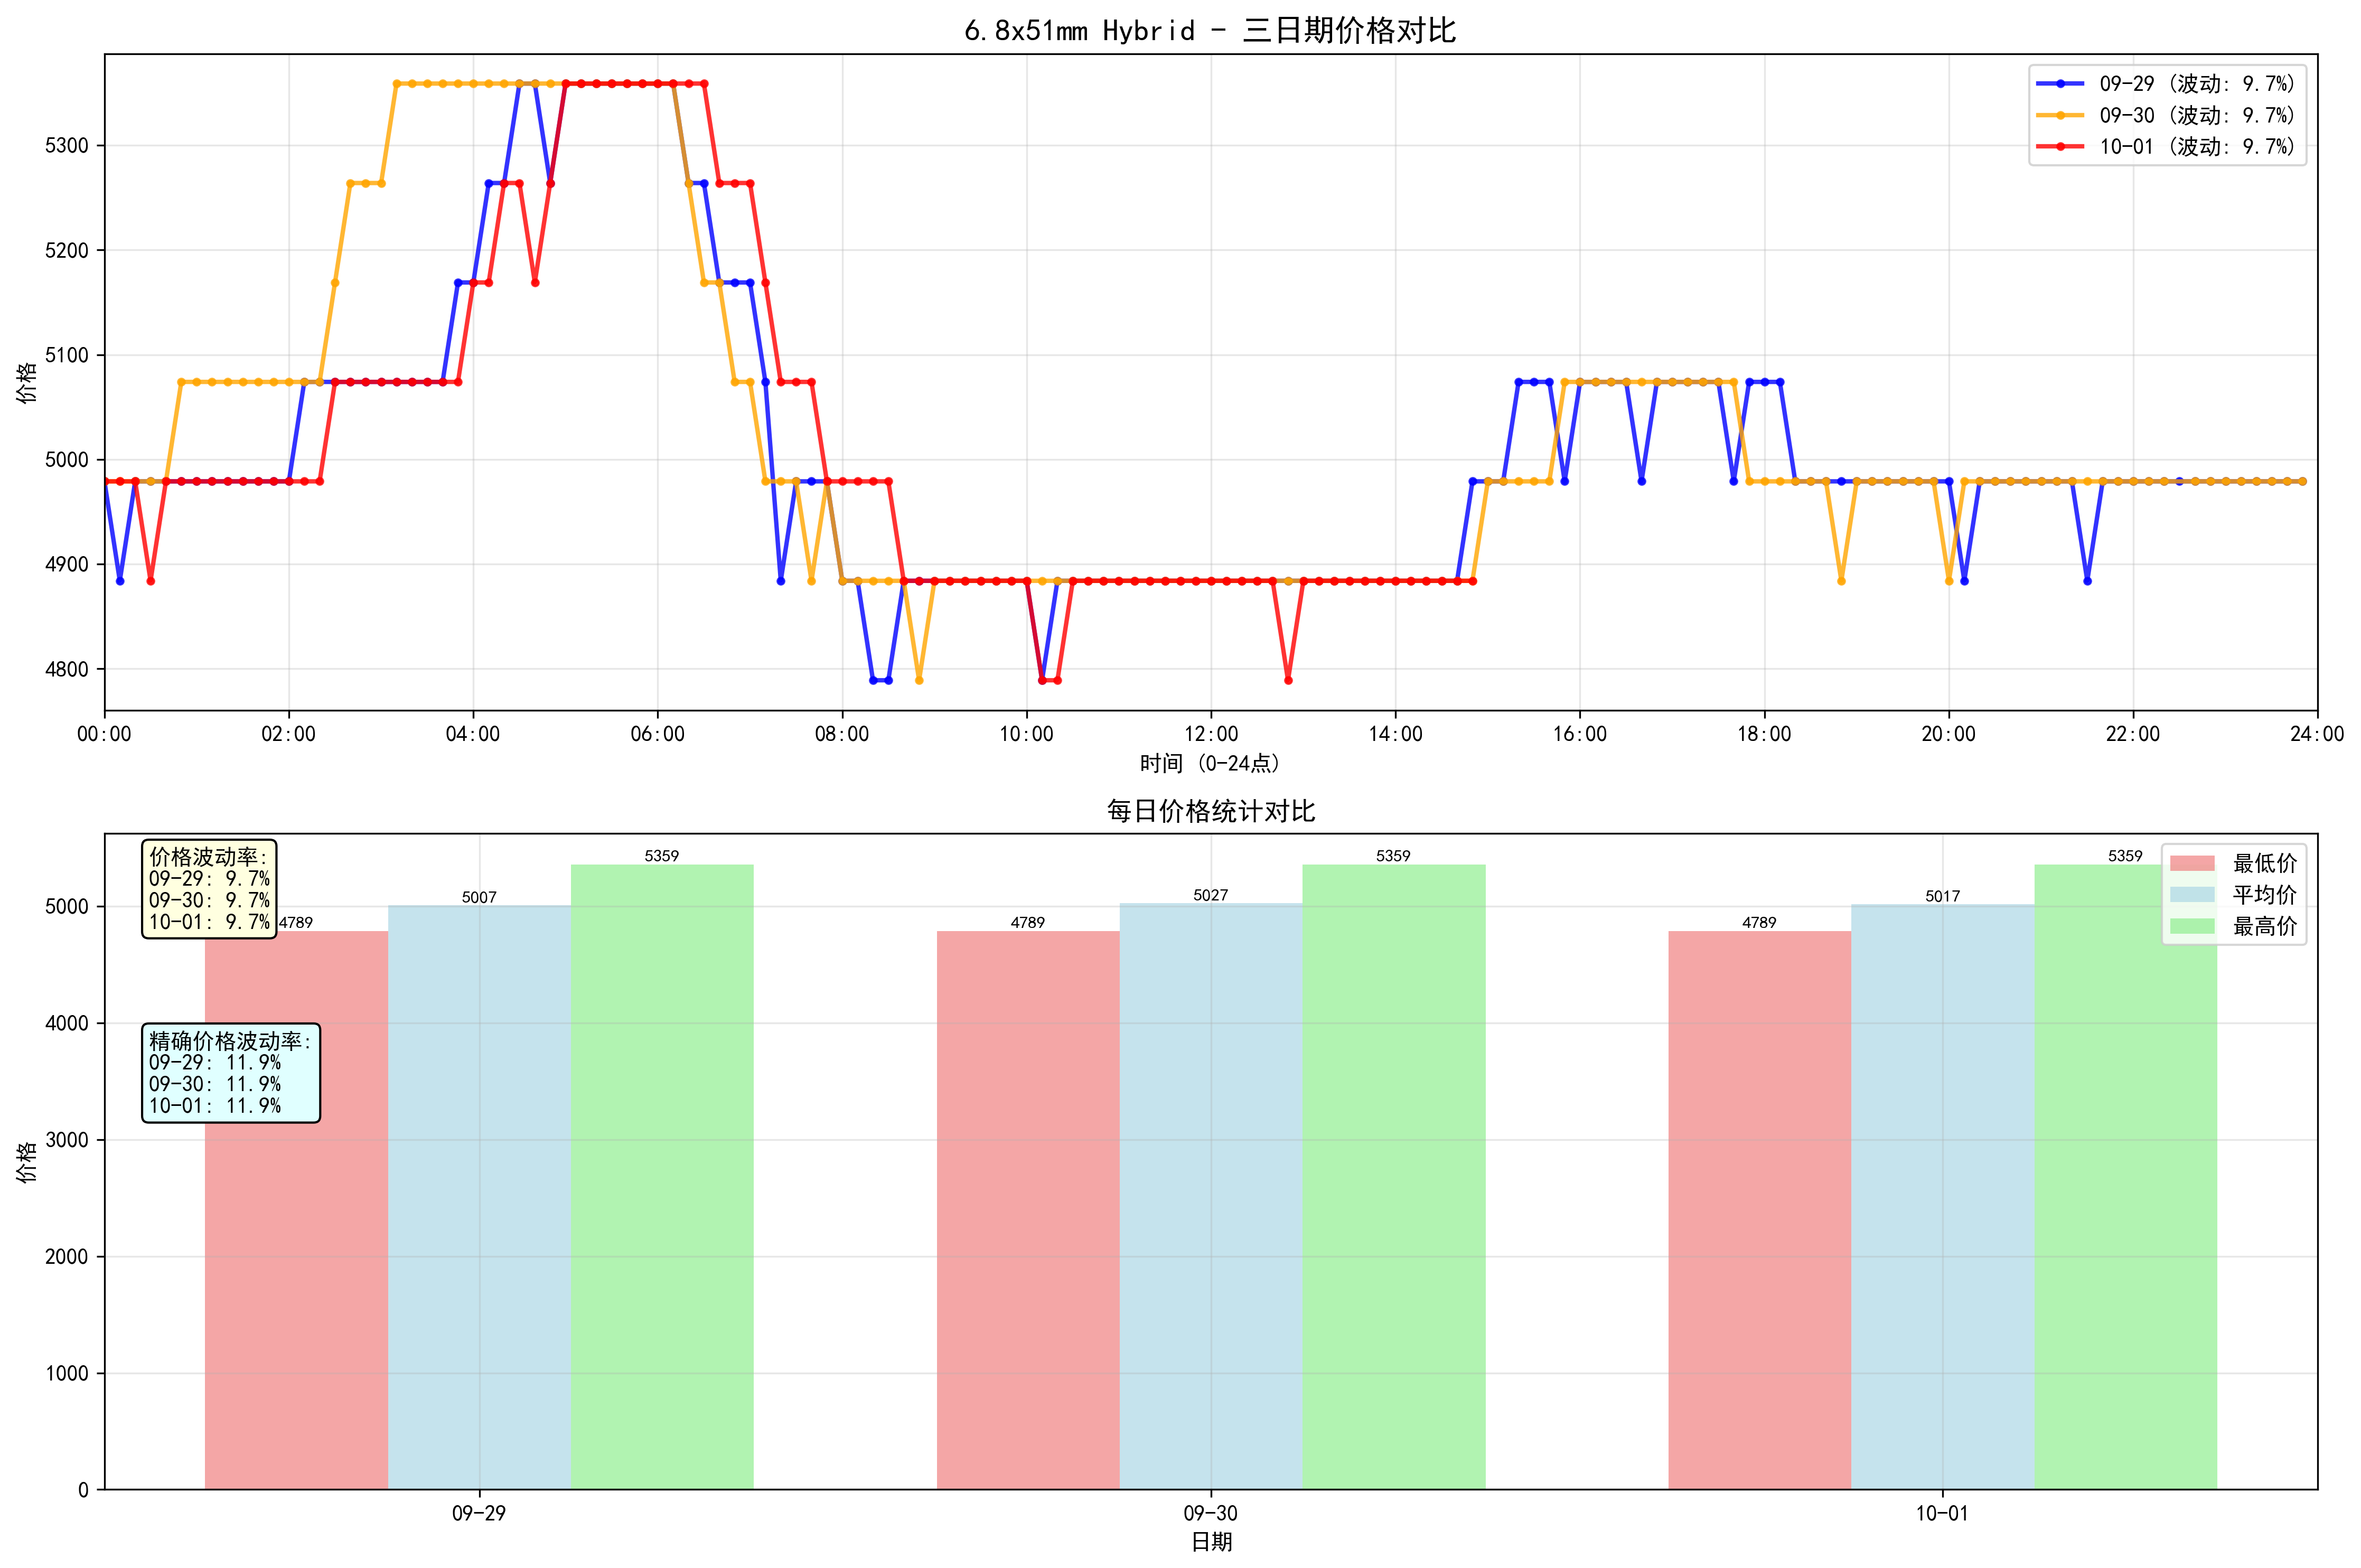 6.8x51mm Hybrid - 三日期价格对比
09-29 (波动: 9.7%)
09-30 (波动: 9.7%)
10-01 (波动: 9.7%)
价格
5300
5200
5100
5000
4900
4800
00:00 02:00 04:00 06:00 08:00 10:00 12:00 14:00 16:00 18:00 20:00 22:00 24:00
时间 (0-24点)
每日价格统计对比
价格波动率:
09-29: 9.7%
09-30: 9.7%
10-01: 9.7%
精确价格波动率:
09-29: 11.9%
09-30: 11.9%
10-01: 11.9%
最低价
平均价
最高价
4789 5007 5359
4789 5027 5359
4789 5017 5359
价格
5000
4000
3000
2000
1000
0
09-29 09-30 10-01
日期